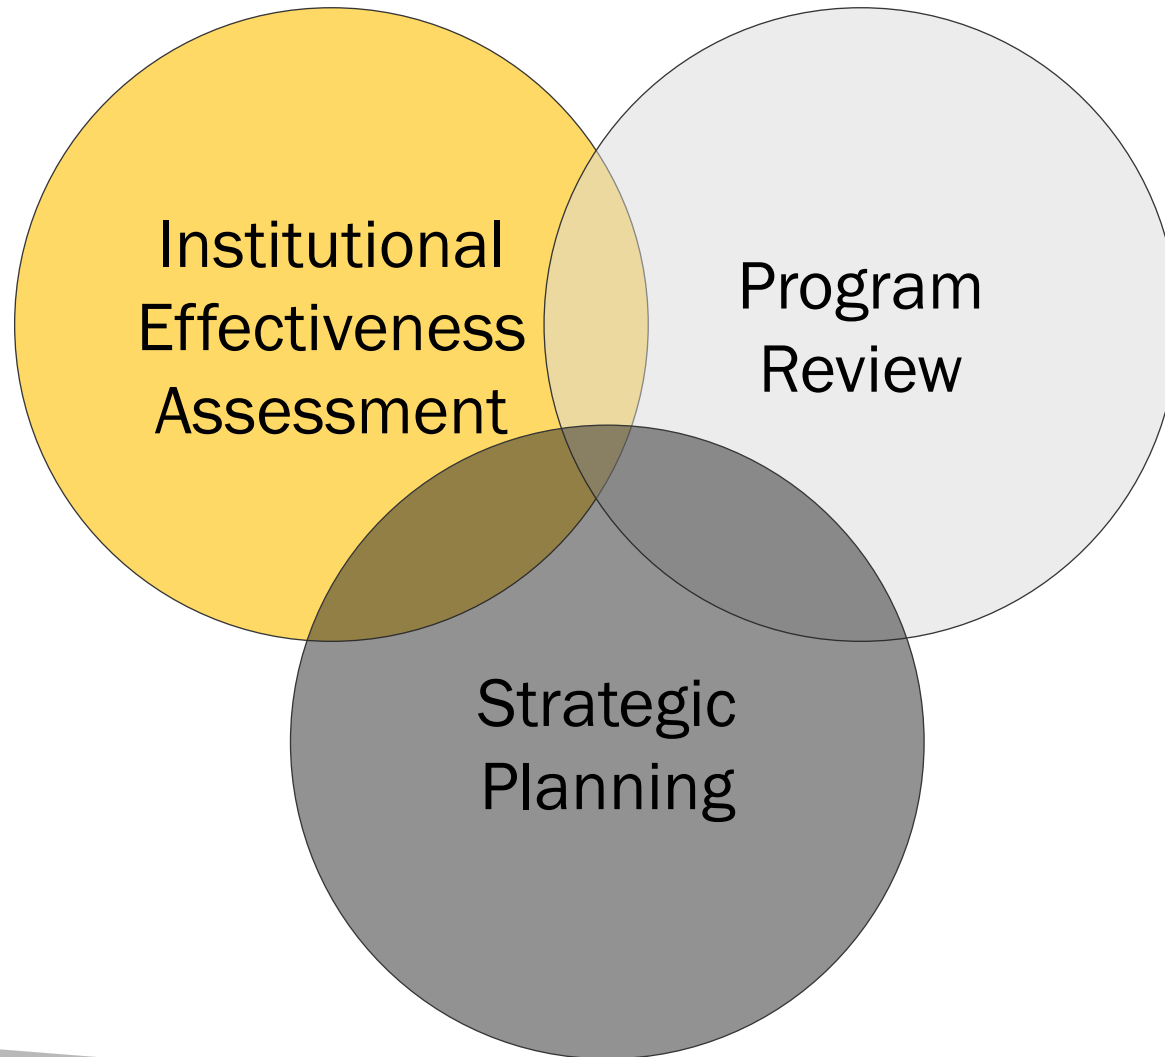 Institutional
Effectiveness
Assessment
Program
Review
Strategic
Planning